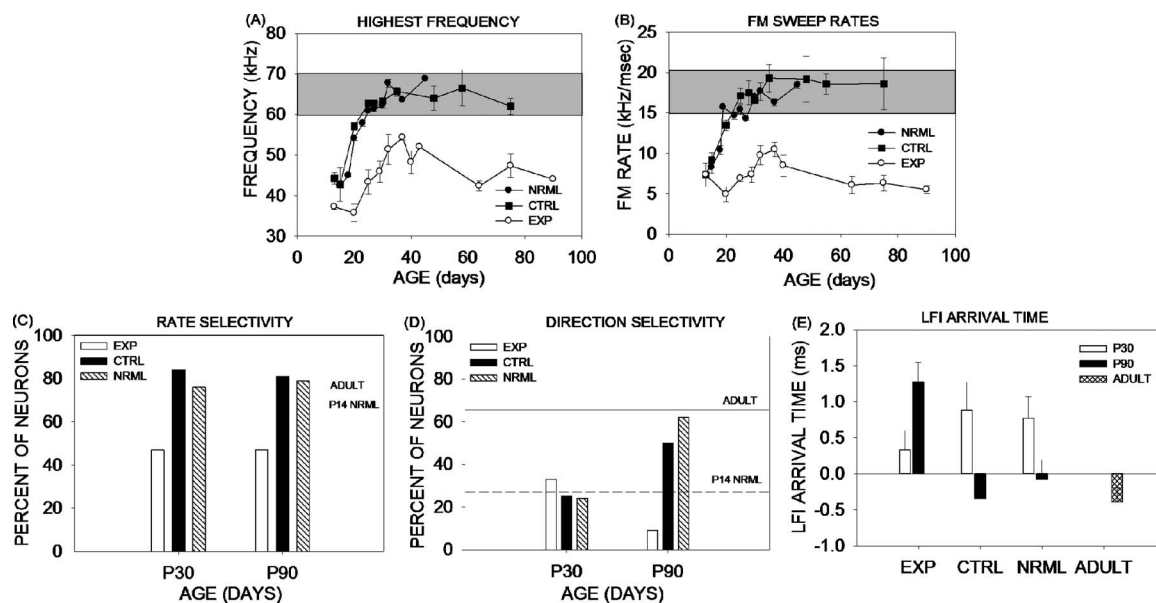 (A) HIGHEST FREQUENCY
FREQUENCY (kHz)
80
70
60
50
40
30
NRML
CTRL
EXP
0 20 40 60 80 100
AGE (days)
(B) FM SWEEP RATES
FM RATE (kHz/msec)
25
20
15
10
5
0
NRML
CTRL
EXP
0 20 40 60 80 100
AGE (days)
(C) RATE SELECTIVITY
PERCENT OF NEURONS
100
80
60
40
20
0
EXP
CTRL
NRML
ADULT
P14 NRML
P30 P90
AGE (DAYS)
(D) DIRECTION SELECTIVITY
PERCENT OF NEURONS
100
80
60
40
20
0
EXP
CTRL
NRML
ADULT
P14 NRML
P30 P90
AGE (DAYS)
(E) LFI ARRIVAL TIME
LFI ARRIVAL TIME (ms)
2.0
1.5
1.0
0.5
0.0
-0.5
-1.0
P30
P90
ADULT
EXP CTRL NRML ADULT